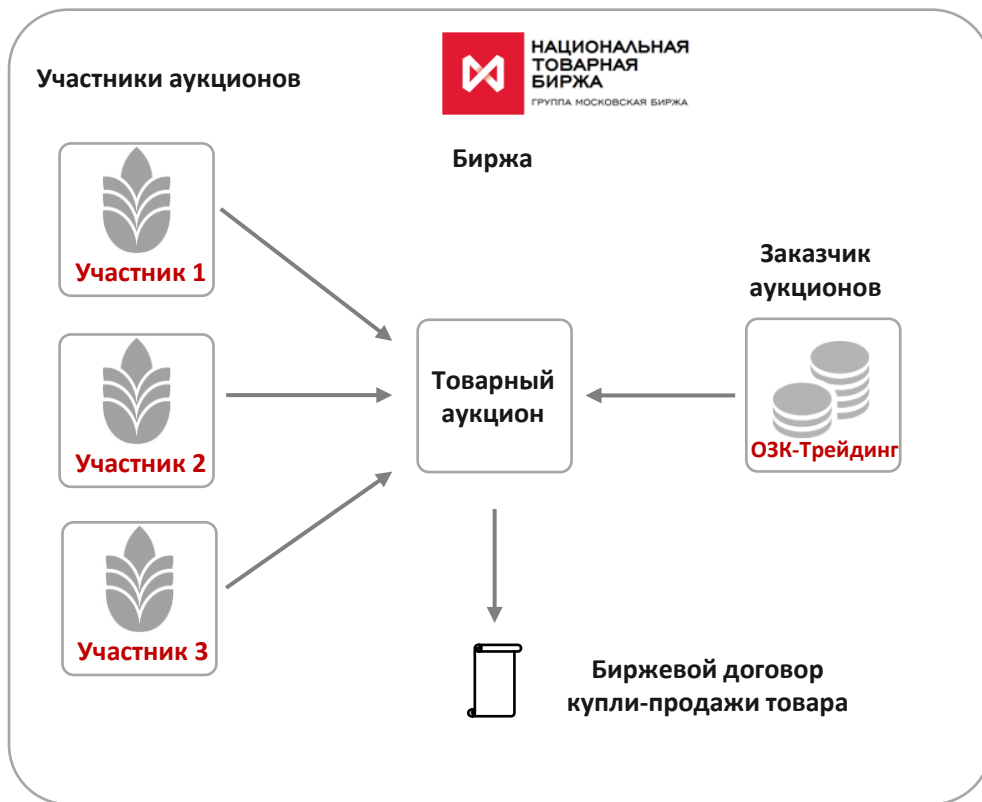 НАЦИОНАЛЬНАЯ
ТОВАРНАЯ
БИРЖА
ГРУППА МОСКОВСКАЯ БИРЖА
Участники аукционов
Биржа
Участник 1
Заказчик
аукционов
Товарный
аукцион
ОЗК-Трейдинг
Участник 2
Участник 3
Биржевой договор
купли-продажи товара